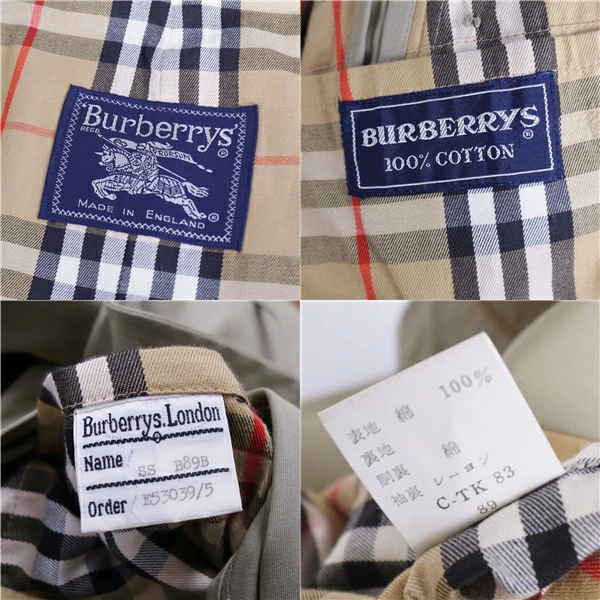 Burberrys
REGD.
®
MADE IN ENGLAND ®
BURBERRYS ®
100% COTTON
Burberrys.London
Name SS B89B
Order E53039/5
表地 綿 100%
裏地 綿
胴裏
袖裏 レーヨン
C-TK 83
89